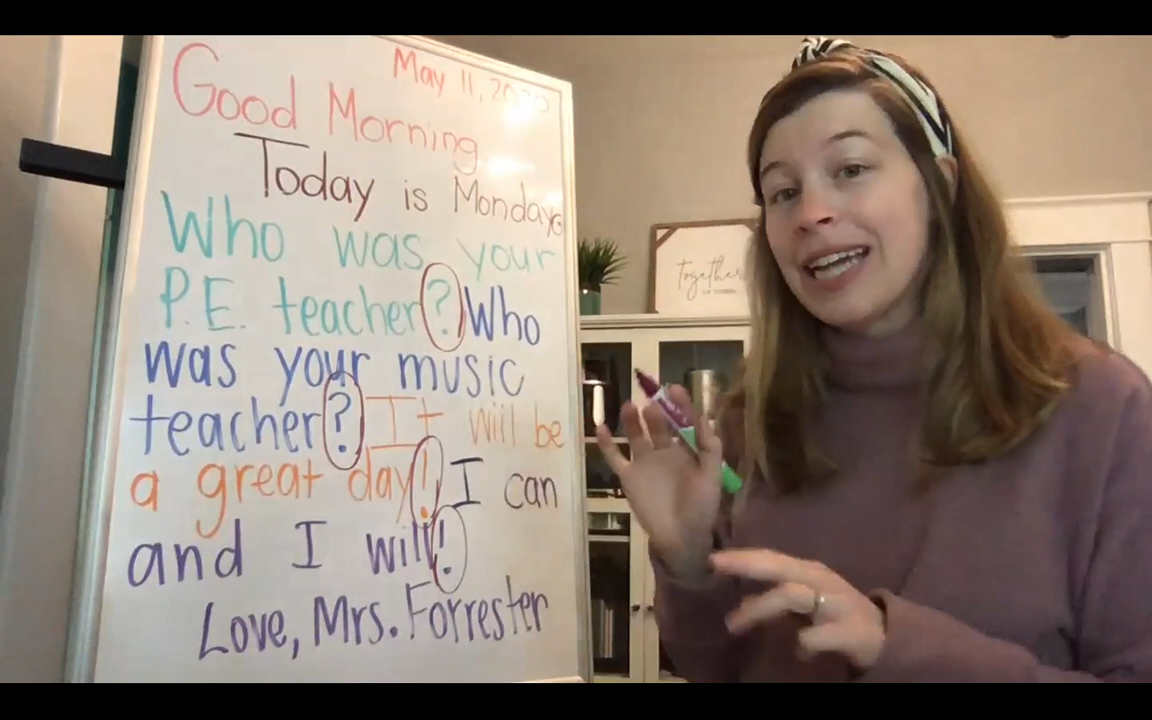 May 11, 2020
Good Morning
Today is Monday.
Who was your
P.E. teacher? Who
was your music
teacher? It will be
a great day! I can
and I will!
Love, Mrs. Forrester
together